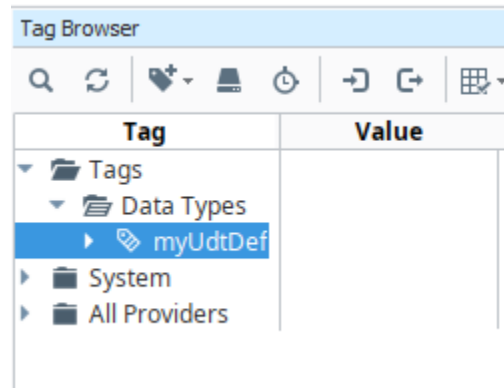 Tag Browser
Tag Value
Tags
Data Types
myUdtDef
System
All Providers